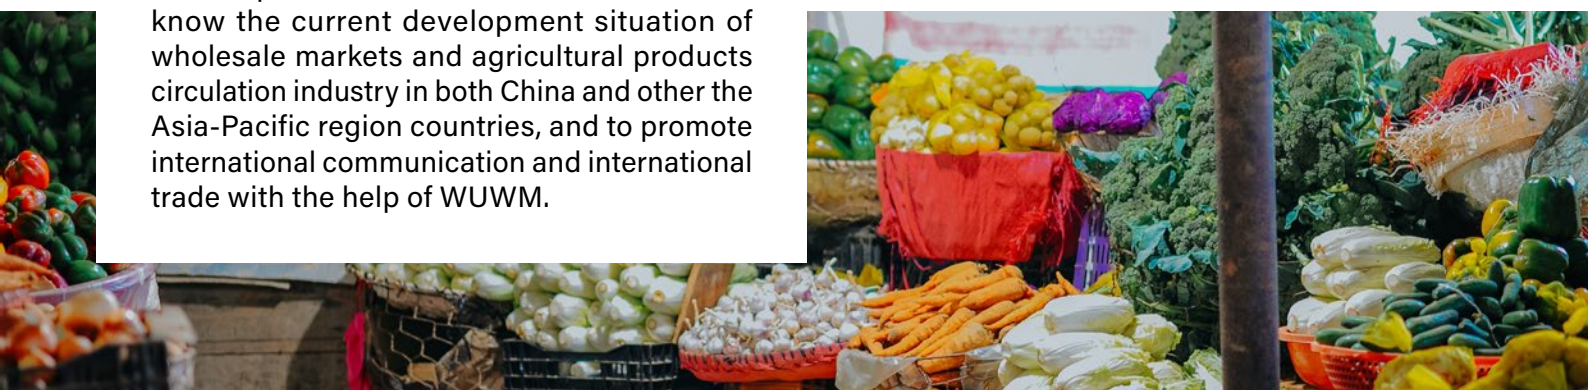 know the current development situation of
wholesale markets and agricultural products
circulation industry in both China and other the
Asia-Pacific region countries, and to promote
international communication and international
trade with the help of WUWM.